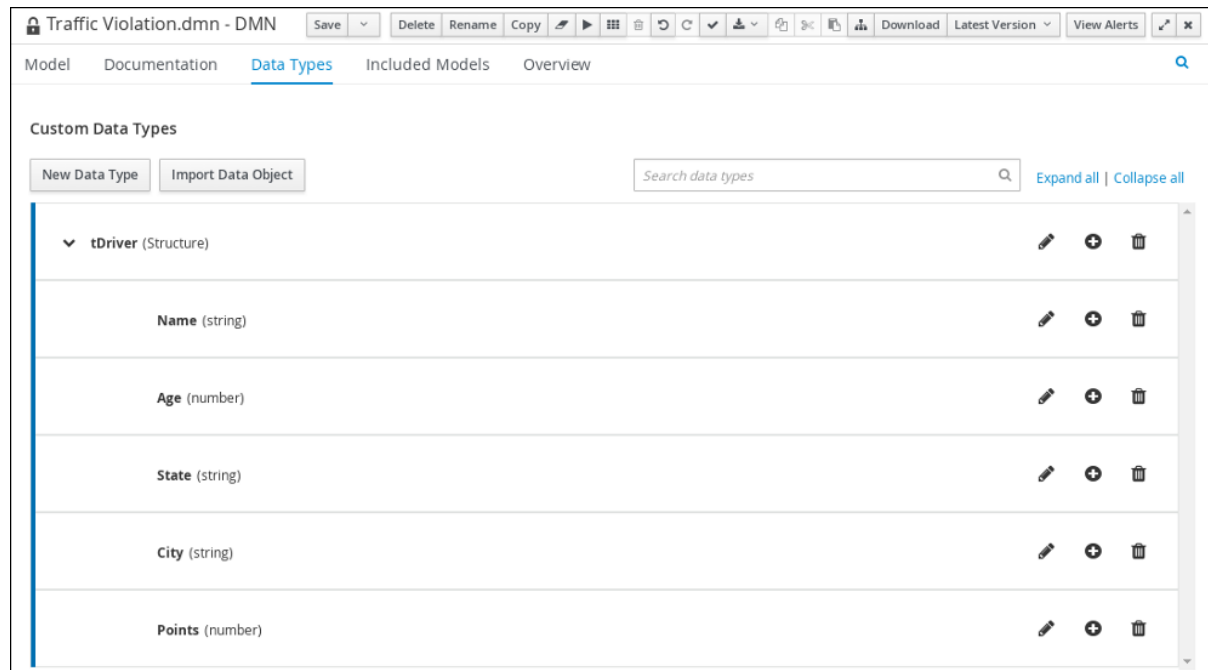 Traffic Violation.dmn - DMN Save Delete Rename Copy Download Latest Version View Alerts
Model Documentation Data Types Included Models Overview
Custom Data Types
New Data Type Import Data Object Search data types Expand all | Collapse all
tDriver (Structure)
Name (string)
Age (number)
State (string)
City (string)
Points (number)